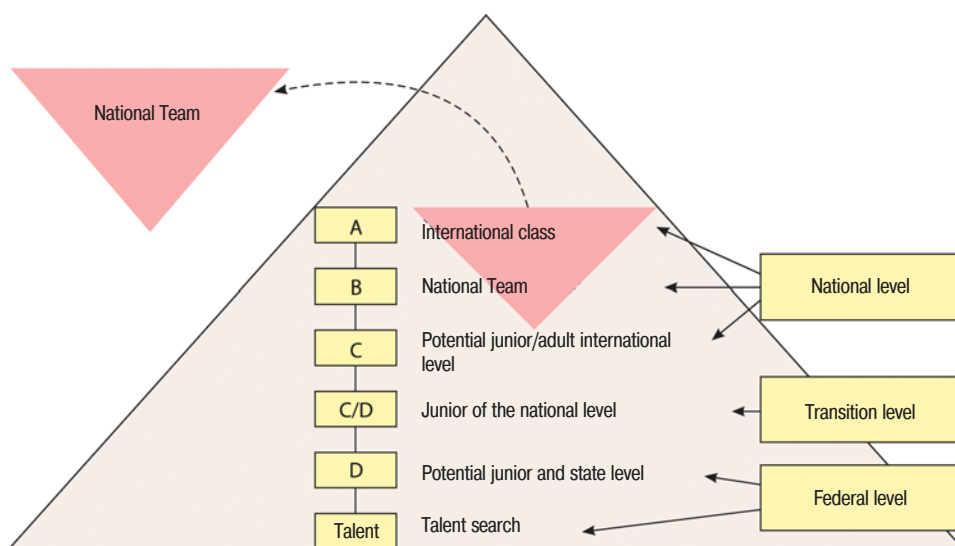 National Team
A
International class
B
National Team
National level
C
Potential junior/adult international
level
C/D
Junior of the national level
Transition level
D
Potential junior and state level
Federal level
Talent
Talent search